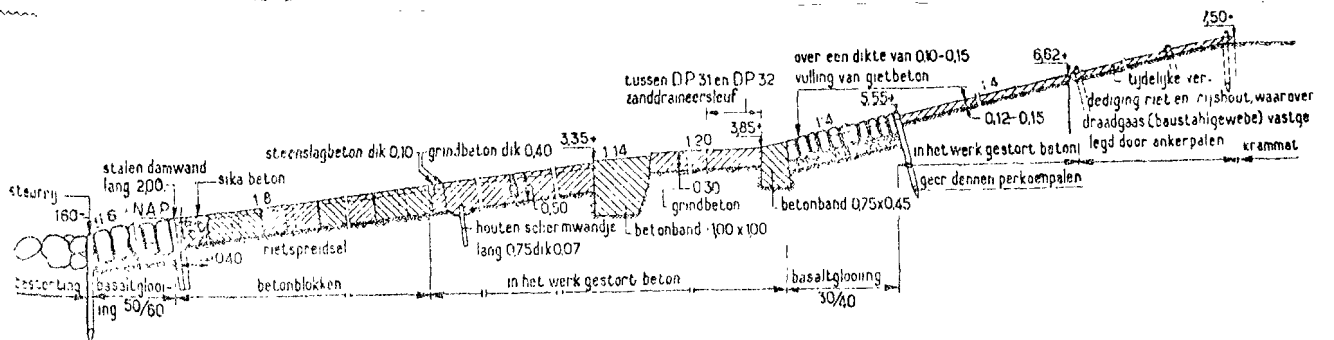 7,50+
over een dikte van 0,10-0,15
vulling van gietbeton
6,62+
tussen D.P 31 en D.P 32
zanddraineersleuf
1:4
tijdelijke ver-
dediging riet en rijshout, waarover
draadgaas (baustahlgewebe) vastge
legd door ankerpalen
krammat
5,55+
1:4
0,12-0,15
3,85+
1:20
3,35+
1:14
steenslagbeton dik 0,10
grindbeton dik 0,40
in het werk gestort beton
gecr dennen perkoenpalen
stalen damwand
lang 2,00
sika beton
steunrij
1:6
N.A.P.
1:8
160-
0,50
0.30
grindbeton
betonband 0,75x0,45
betonband 1,00 x 1,00
houten schermwandje
lang 0,75 dik 0,07
rietspreidsel
0,40
bestorting
basaltglooi-
ing 50/60
betonblokken
in het werk gestort beton
basaltglooiing
30/40